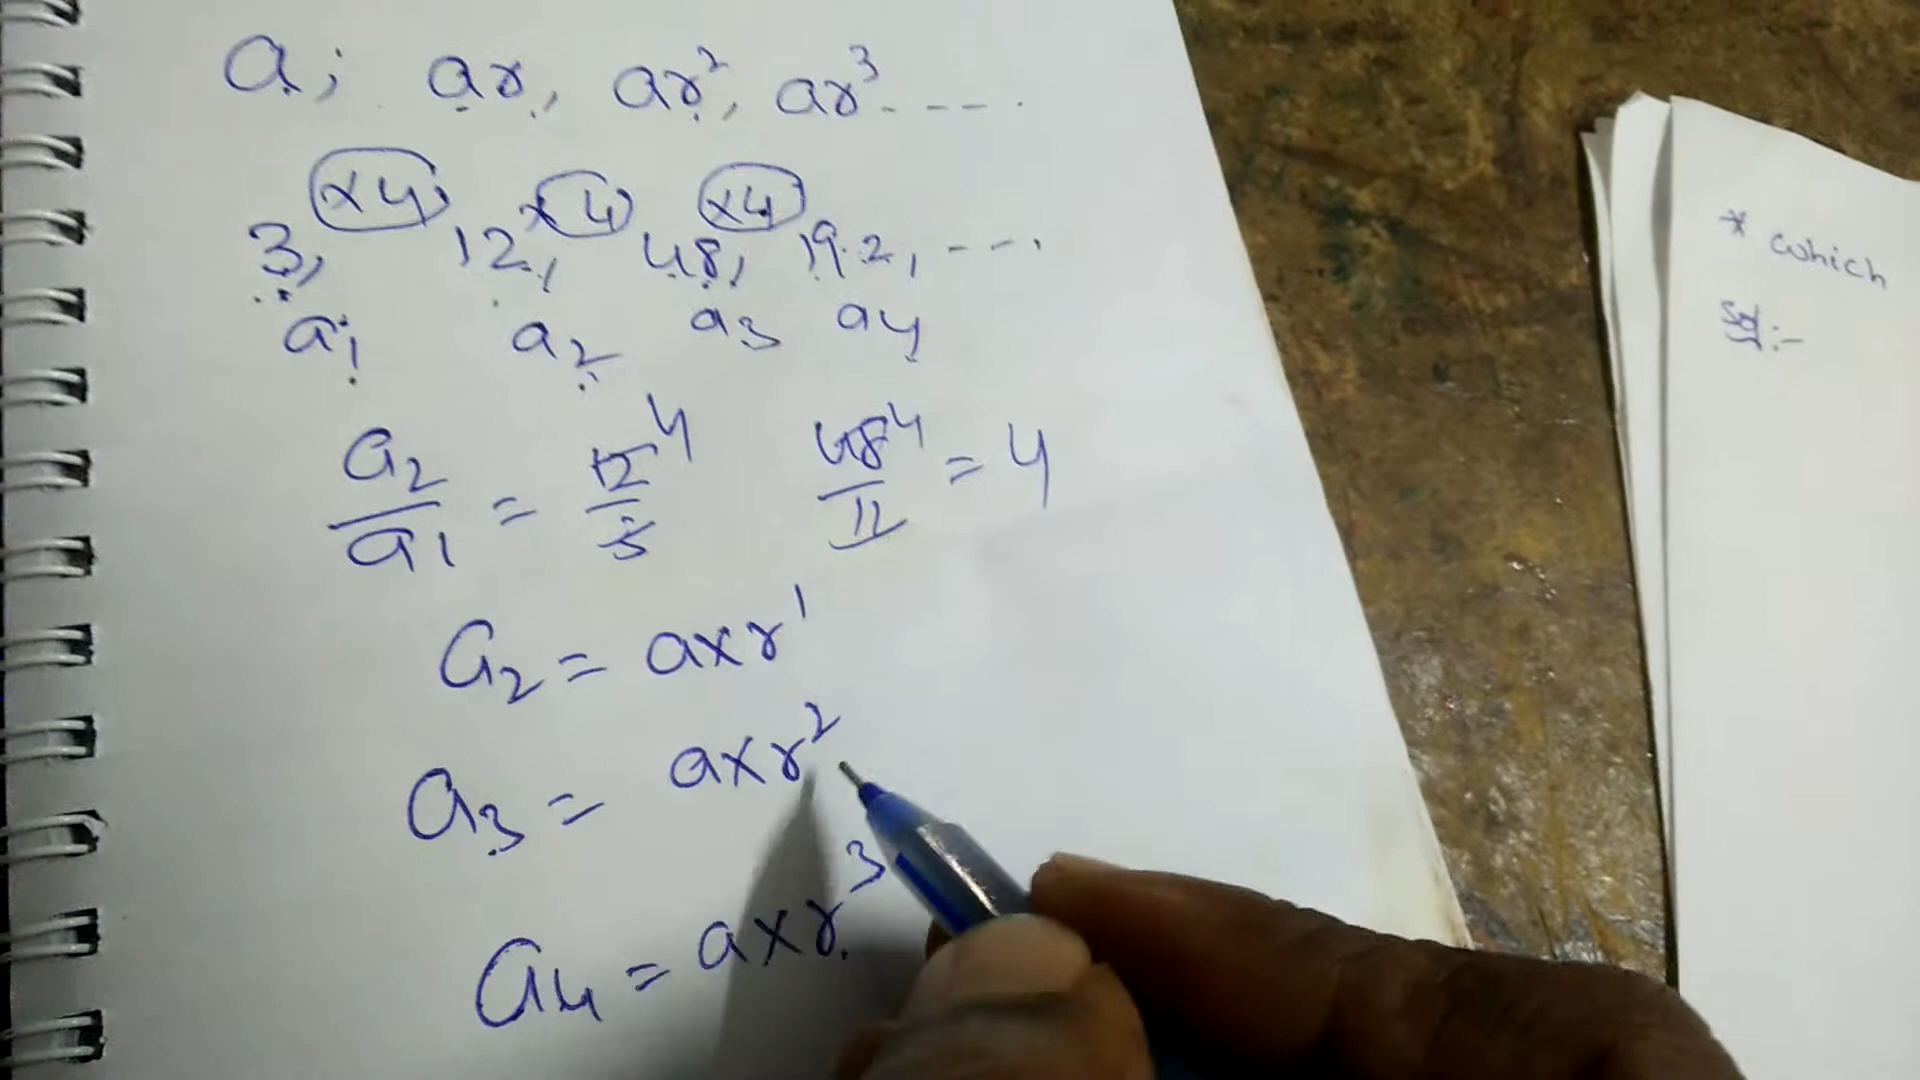 a; ar, ar², ar³ - - - - .
×4 ×4 ×4
3, 12, 48, 192, - - - .
a₁ a₂ a₃ a₄
a₂/a₁ = 12/3 4 48/12 4 = 4
a₂ = a×r¹
a₃ = a×r²
a₄ = a×r³
* which
Sol:-